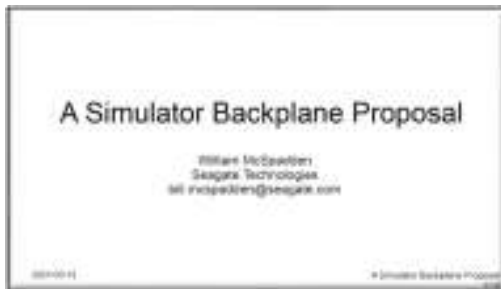 A Simulator Backplane Proposal
William McSpadden
Seagate Technologies
bill.mcspadden@seagate.com
A Simulator Backplane Proposal